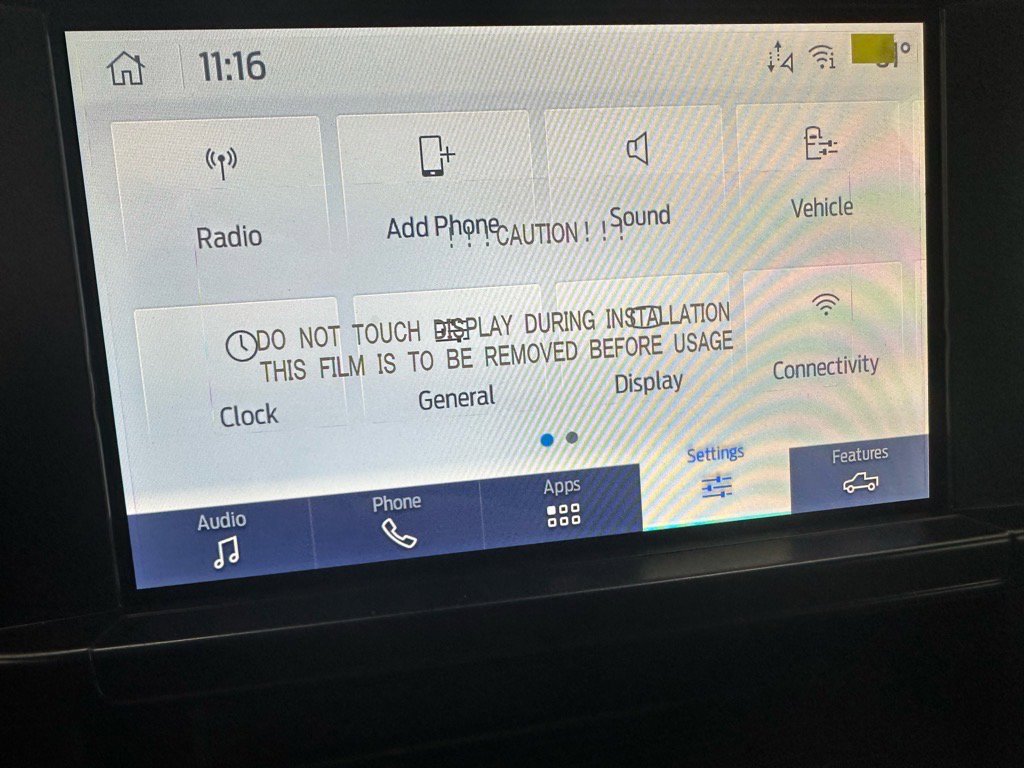 11:16
Radio
Add Phone
Sound
Vehicle
! ! !CAUTION! ! !
DO NOT TOUCH DISPLAY DURING INSTALLATION
THIS FILM IS TO BE REMOVED BEFORE USAGE
Clock
General
Display
Connectivity
Audio
Phone
Apps
Settings
Features